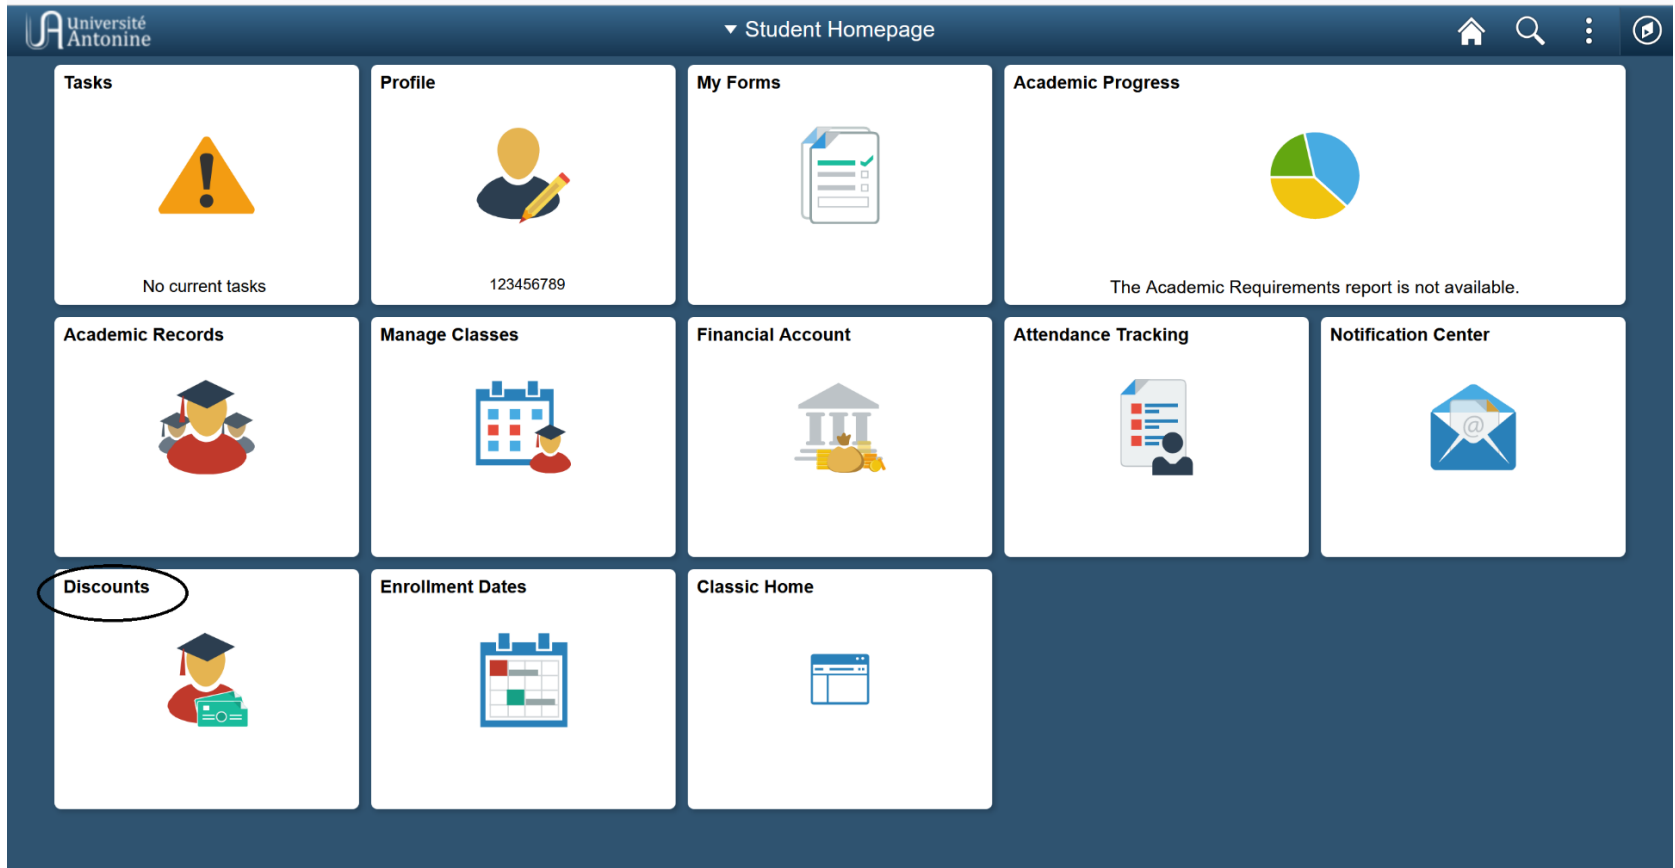 Université
Antonine
Student Homepage
Tasks
No current tasks
Profile
123456789
My Forms
Academic Progress
The Academic Requirements report is not available.
Academic Records
Manage Classes
Financial Account
Attendance Tracking
Notification Center
@
Discounts
Enrollment Dates
Classic Home